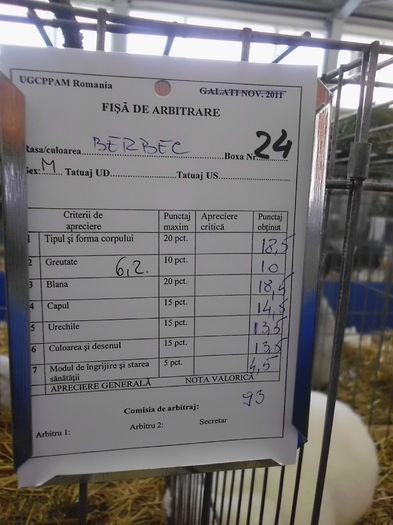 UGCPPAM Romania GALATI NOV. 2011
FIȘĂ DE ARBITRARE
Rasa/culoarea......BERBEC......Boxa Nr. 24
Sex: M Tatuaj UD..................Tatuaj US..................
Criterii de apreciere Punctaj maxim Apreciere critică Punctaj obținut
1 Tipul și forma corpului 20 pct. 18,5
2 Greutate 6,2. 10 pct. 10
3 Blana 20 pct. 18,5
4 Capul 15 pct. 14,5
5 Urechile 15 pct. 13,5
6 Culoarea și desenul 15 pct. 13,5
7 Modul de îngrijire și starea sănătății 5 pct. 4,5
APRECIERE GENERALĂ NOTA VALORICĂ
93
Comisia de arbitraj:
Arbitru 1: Arbitru 2: Secretar